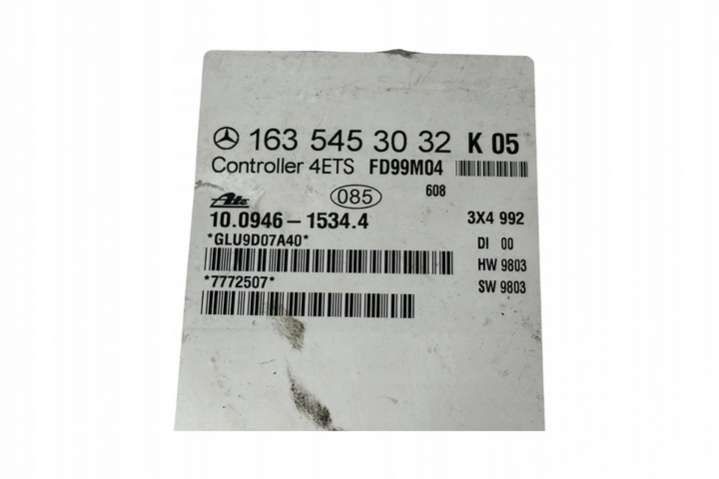 163 545 30 32 K 05
Controller 4ETS FD99M04
608
Ate 085
10.0946-1534.4 3X4 992
*GLU9D07A40* DI 00
HW 9803
*7772507* SW 9803